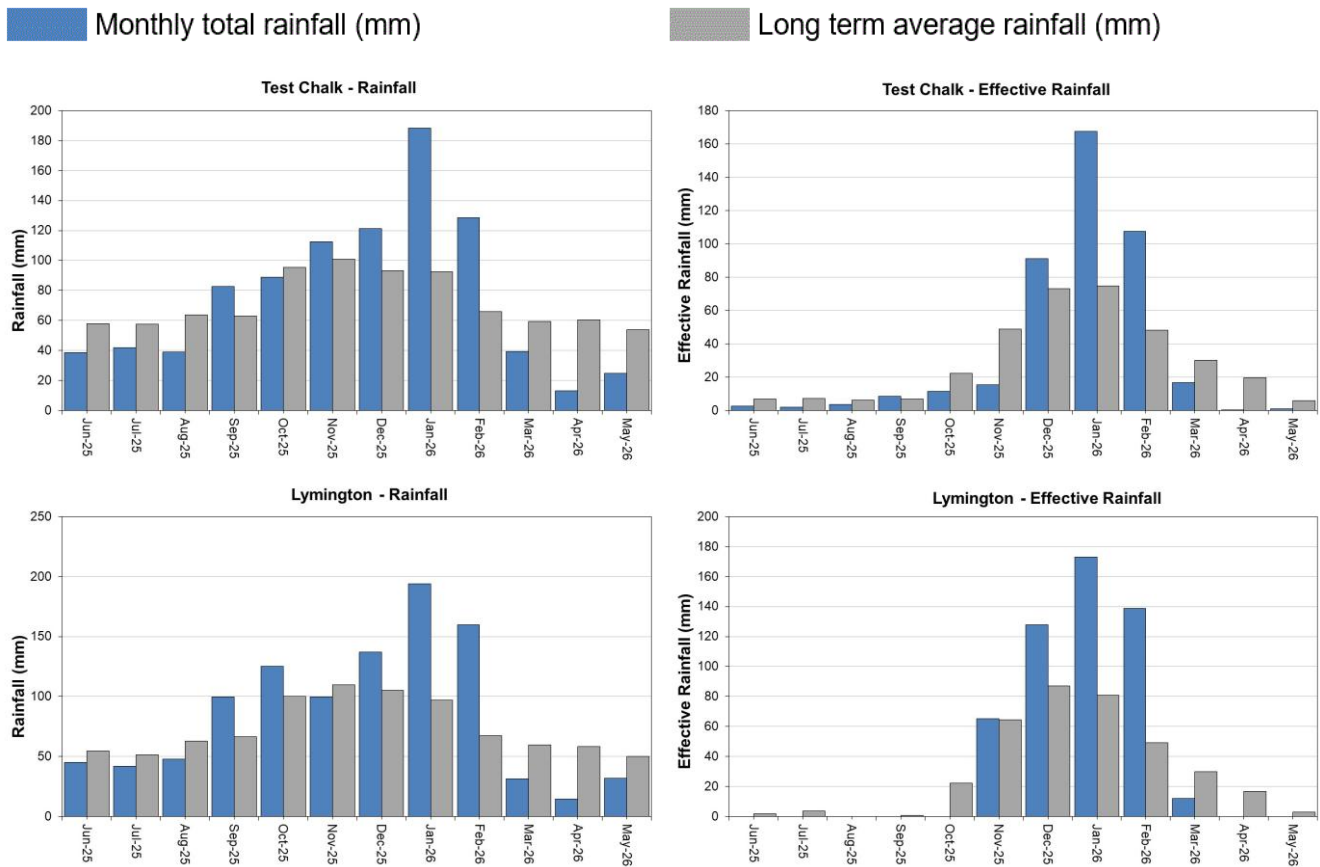 Monthly total rainfall (mm)
Long term average rainfall (mm)
Test Chalk - Rainfall
Rainfall (mm)
200
180
160
140
120
100
80
60
40
20
0
Jun-25
Jul-25
Aug-25
Sep-25
Oct-25
Nov-25
Dec-25
Jan-26
Feb-26
Mar-26
Apr-26
May-26
Test Chalk - Effective Rainfall
Effective Rainfall (mm)
180
160
140
120
100
80
60
40
20
0
Jun-25
Jul-25
Aug-25
Sep-25
Oct-25
Nov-25
Dec-25
Jan-26
Feb-26
Mar-26
Apr-26
May-26
Lymington - Rainfall
Rainfall (mm)
250
200
150
100
50
0
Jun-25
Jul-25
Aug-25
Sep-25
Oct-25
Nov-25
Dec-25
Jan-26
Feb-26
Mar-26
Apr-26
May-26
Lymington - Effective Rainfall
Effective Rainfall (mm)
200
180
160
140
120
100
80
60
40
20
0
Jun-25
Jul-25
Aug-25
Sep-25
Oct-25
Nov-25
Dec-25
Jan-26
Feb-26
Mar-26
Apr-26
May-26